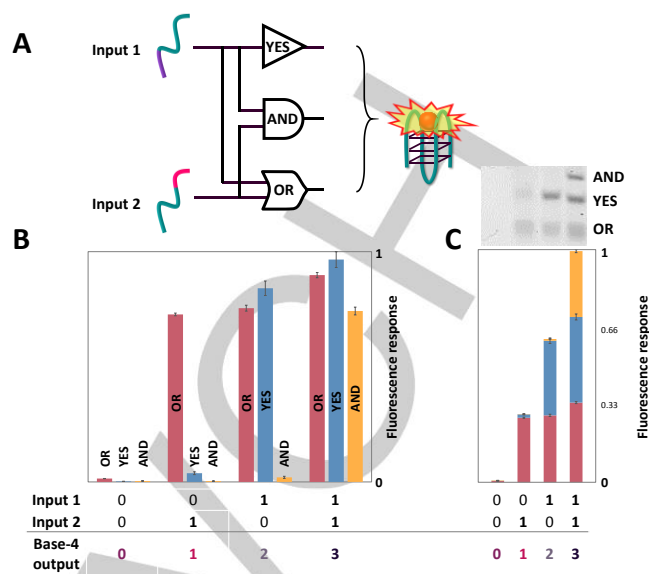 A
Input 1
YES
AND
OR
Input 2
AND
YES
OR
B
C
1
Fluorescence response
0
OR
YES
AND
OR
YES
AND
OR
YES
AND
OR
YES
AND
1
0.66
0.33
0
Fluorescence response
Input 1 0 0 1 1 0 0 1 1
Input 2 0 1 0 1 0 1 0 1
Base-4 output 0 1 2 3 0 1 2 3